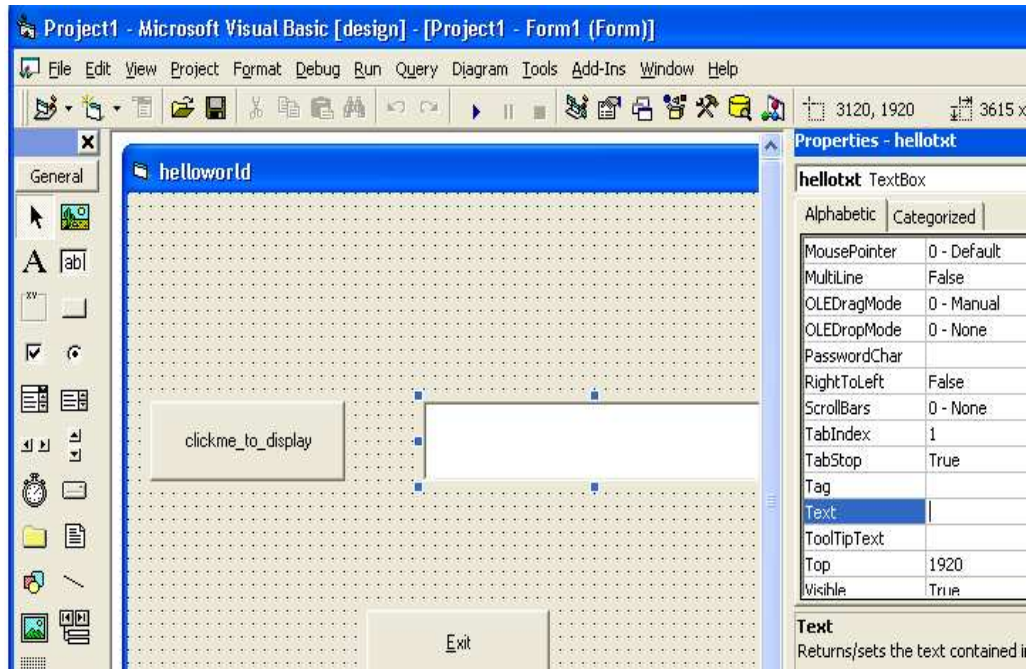 Project1 - Microsoft Visual Basic [design] - [Project1 - Form1 (Form)]
File Edit View Project Format Debug Run Query Diagram Tools Add-Ins Window Help
3120, 1920 3615 x
General
A ab
xy
helloworld
clickme_to_display
Exit
Properties - hellotxt
hellotxt TextBox
Alphabetic Categorized
MousePointer 0 - Default
MultiLine False
OLEDragMode 0 - Manual
OLEDropMode 0 - None
PasswordChar
RightToLeft False
ScrollBars 0 - None
TabIndex 1
TabStop True
Tag
Text
ToolTipText
Top 1920
Visible True
Text
Returns/sets the text contained i